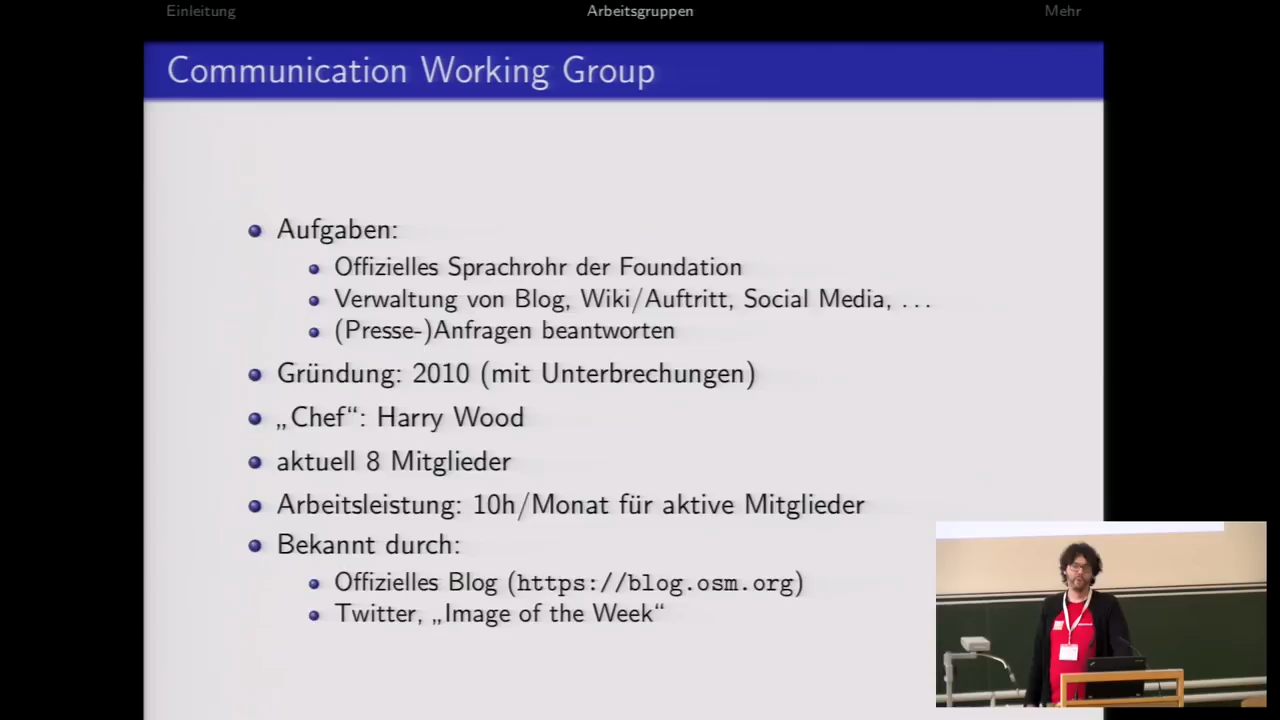 Einleitung
Arbeitsgruppen
Mehr
Communication Working Group
Aufgaben:
Offizielles Sprachrohr der Foundation
Verwaltung von Blog, Wiki/Auftritt, Social Media, ...
(Presse-)Anfragen beantworten
Gründung: 2010 (mit Unterbrechungen)
„Chef“: Harry Wood
aktuell 8 Mitglieder
Arbeitsleistung: 10h/Monat für aktive Mitglieder
Bekannt durch:
Offizielles Blog (https://blog.osm.org)
Twitter, „Image of the Week“